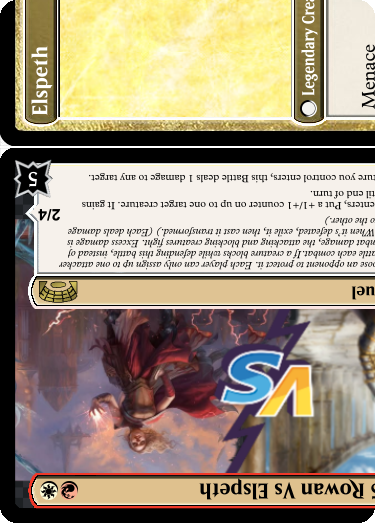 Elspeth
Legendary Cre
Menace
Rowan Vs Elspeth
VS
uel
ose an opponent to protect it. Each player can only assign up to one attacker
attle each combat. If a creature blocks while defending this battle, instead of
mbat damage, the attacking and blocking creatures fight. Excess damage is
When it's defeated, exile it, then cast it transformed.) (Each deals damage
to the other.)
enters, Put a +1/+1 counter on up to one target creature. It gains
til end of turn.
ture you control enters, this Battle deals 1 damage to any target.
2/4
5